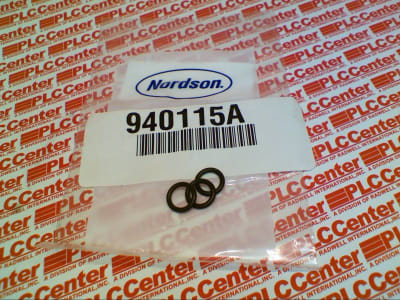 Nordson.
940115A
PLCCenter
A DIVISION OF RADWELL INTERNATIONAL, INC.